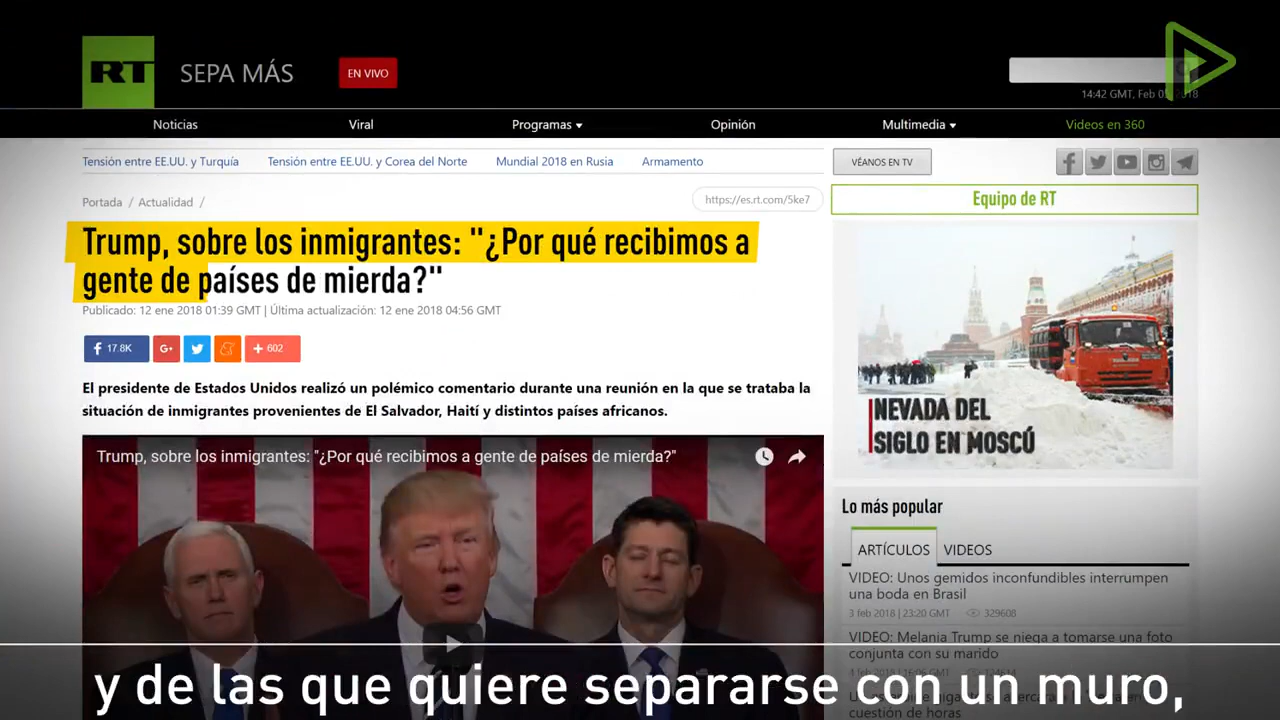 RT
SEPA MÁS
EN VIVO
14:42 GMT, Feb
Noticias
Viral
Programas
Opinión
Multimedia
Videos en 360
Tensión entre EE.UU. y Turquía
Tensión entre EE.UU. y Corea del Norte
Mundial 2018 en Rusia
Armamento
VÉANOS EN TV
Portada / Actualidad /
https://es.rt.com/5ke7
Equipo de RT
Trump, sobre los inmigrantes: "¿Por qué recibimos a
gente de países de mierda?"
Publicado: 12 ene 2018 01:39 GMT | Última actualización: 12 ene 2018 04:56 GMT
17.8K
G+
602
El presidente de Estados Unidos realizó un polémico comentario durante una reunión en la que se trataba la
situación de inmigrantes provenientes de El Salvador, Haití y distintos países africanos.
NEVADA DEL
SIGLO EN MOSCÚ
Trump, sobre los inmigrantes: "¿Por qué recibimos a gente de países de mierda?"
Lo más popular
ARTÍCULOS
VIDEOS
VIDEO: Unos gemidos inconfundibles interrumpen
una boda en Brasil
3 feb 2018 | 23:20 GMT 329608
VIDEO: Melania Trump se niega a tomarse una foto
conjunta con su marido
cuestión de horas
y de las que quiere separarse con un muro,